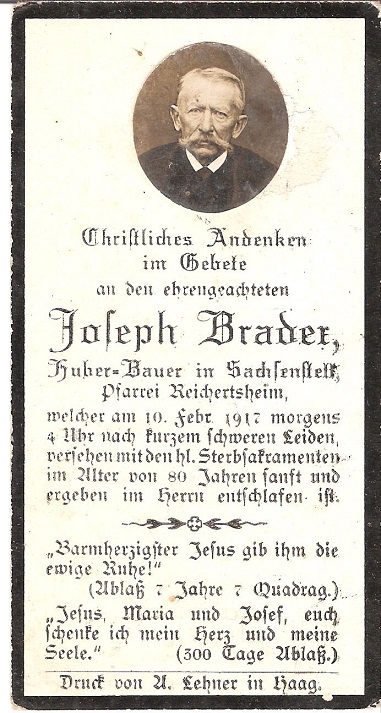 Christliches Andenken
im Gebete
an den ehrengeachteten
Joseph Brader,
Huber=Bauer in Sachsenstett,
Pfarrei Reichertsheim,
welcher am 10. Febr. 1917 morgens
4 Uhr nach kurzem schweren Leiden,
versehen mit den hl. Sterbsakramenten
im Alter von 80 Jahren sanft und
ergeben im Herrn entschlafen ist.
„Barmherzigster Jesus gib ihm die
ewige Ruhe!“
(Ablaß 7 Jahre 7 Quadrag.)
„Jesus, Maria und Josef, euch
schenke ich mein Herz und meine
Seele.“ (300 Tage Ablaß.)
Druck von A. Lehner in Haag.